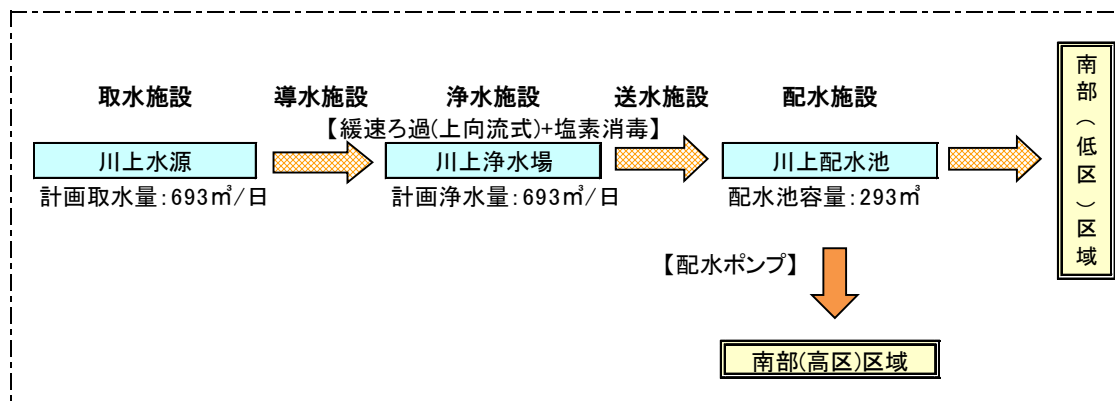 取水施設
導水施設
浄水施設
送水施設
配水施設
【緩速ろ過(上向流式)+塩素消毒】
川上水源
川上浄水場
川上配水池
計画取水量:693㎥/日
計画浄水量:693㎥/日
配水池容量:293㎥
南部(低区)区域
【配水ポンプ】
南部(高区)区域